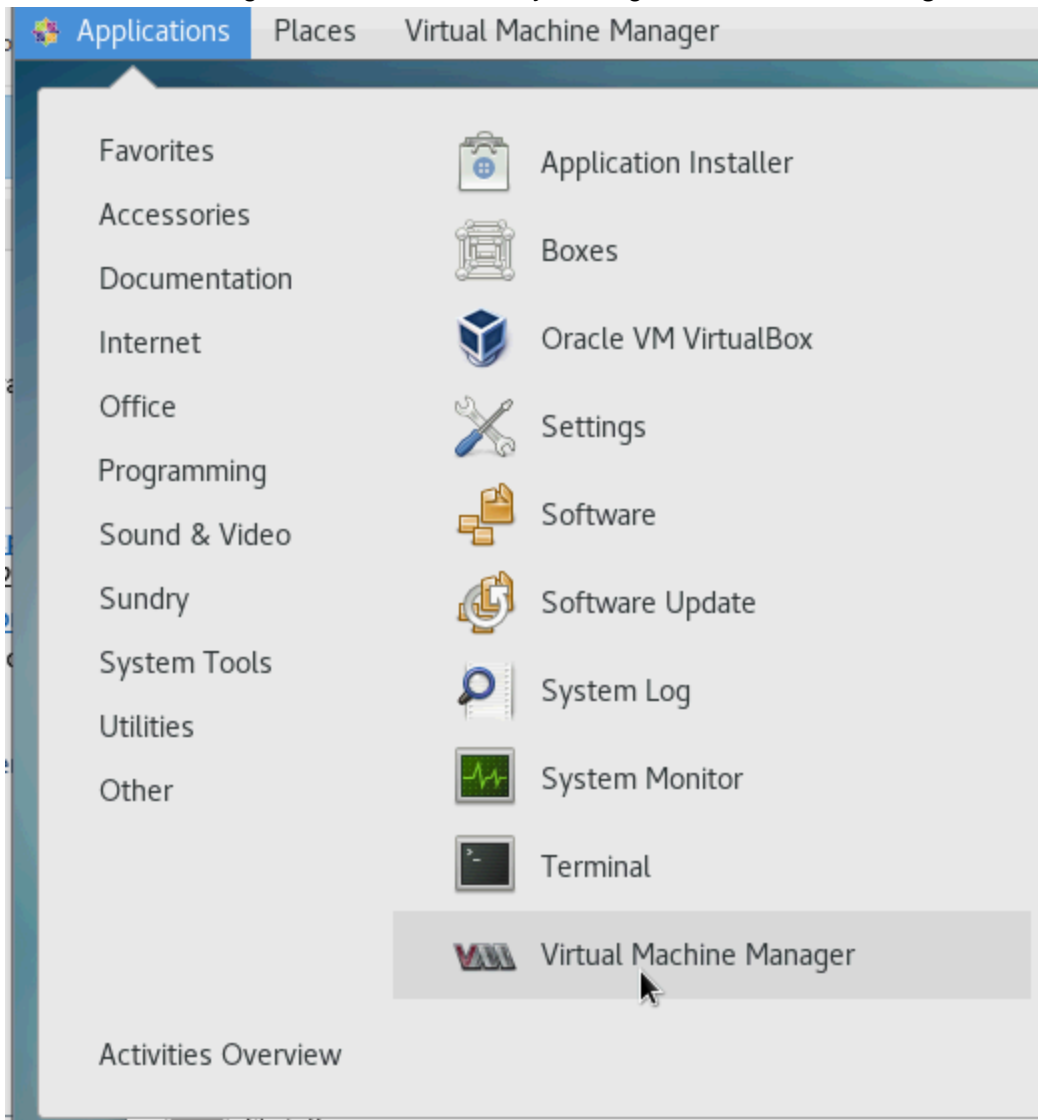 Applications Places Virtual Machine Manager
Favorites
Accessories
Documentation
Internet
Office
Programming
Sound & Video
Sundry
System Tools
Utilities
Other
Activities Overview
Application Installer
Boxes
Oracle VM VirtualBox
Settings
Software
Software Update
System Log
System Monitor
Terminal
Virtual Machine Manager